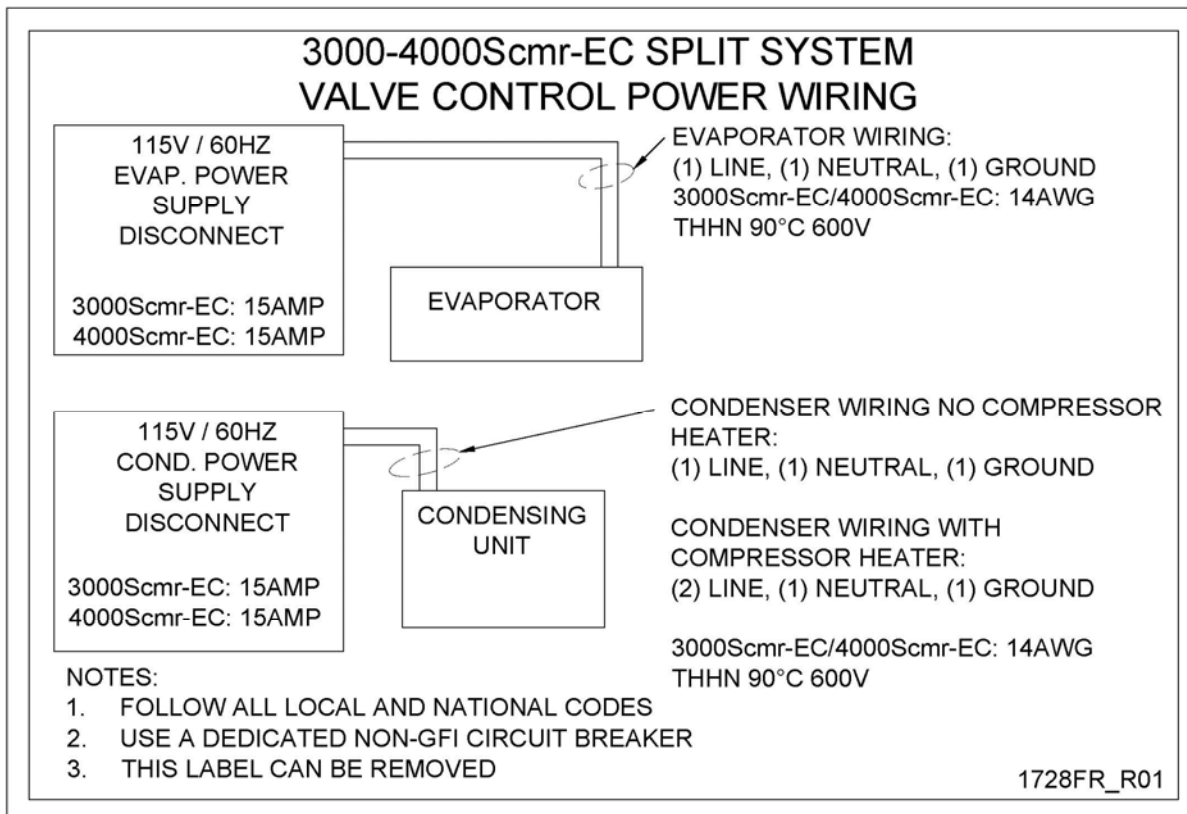 3000-4000Scmr-EC SPLIT SYSTEM
VALVE CONTROL POWER WIRING
115V / 60HZ
EVAP. POWER
SUPPLY
DISCONNECT
3000Scmr-EC: 15AMP
4000Scmr-EC: 15AMP
EVAPORATOR
EVAPORATOR WIRING:
(1) LINE, (1) NEUTRAL, (1) GROUND
3000Scmr-EC/4000Scmr-EC: 14AWG
THHN 90°C 600V
115V / 60HZ
COND. POWER
SUPPLY
DISCONNECT
3000Scmr-EC: 15AMP
4000Scmr-EC: 15AMP
CONDENSING
UNIT
CONDENSER WIRING NO COMPRESSOR
HEATER:
(1) LINE, (1) NEUTRAL, (1) GROUND
CONDENSER WIRING WITH
COMPRESSOR HEATER:
(2) LINE, (1) NEUTRAL, (1) GROUND
3000Scmr-EC/4000Scmr-EC: 14AWG
THHN 90°C 600V
NOTES:
1. FOLLOW ALL LOCAL AND NATIONAL CODES
2. USE A DEDICATED NON-GFI CIRCUIT BREAKER
3. THIS LABEL CAN BE REMOVED
1728FR_R01